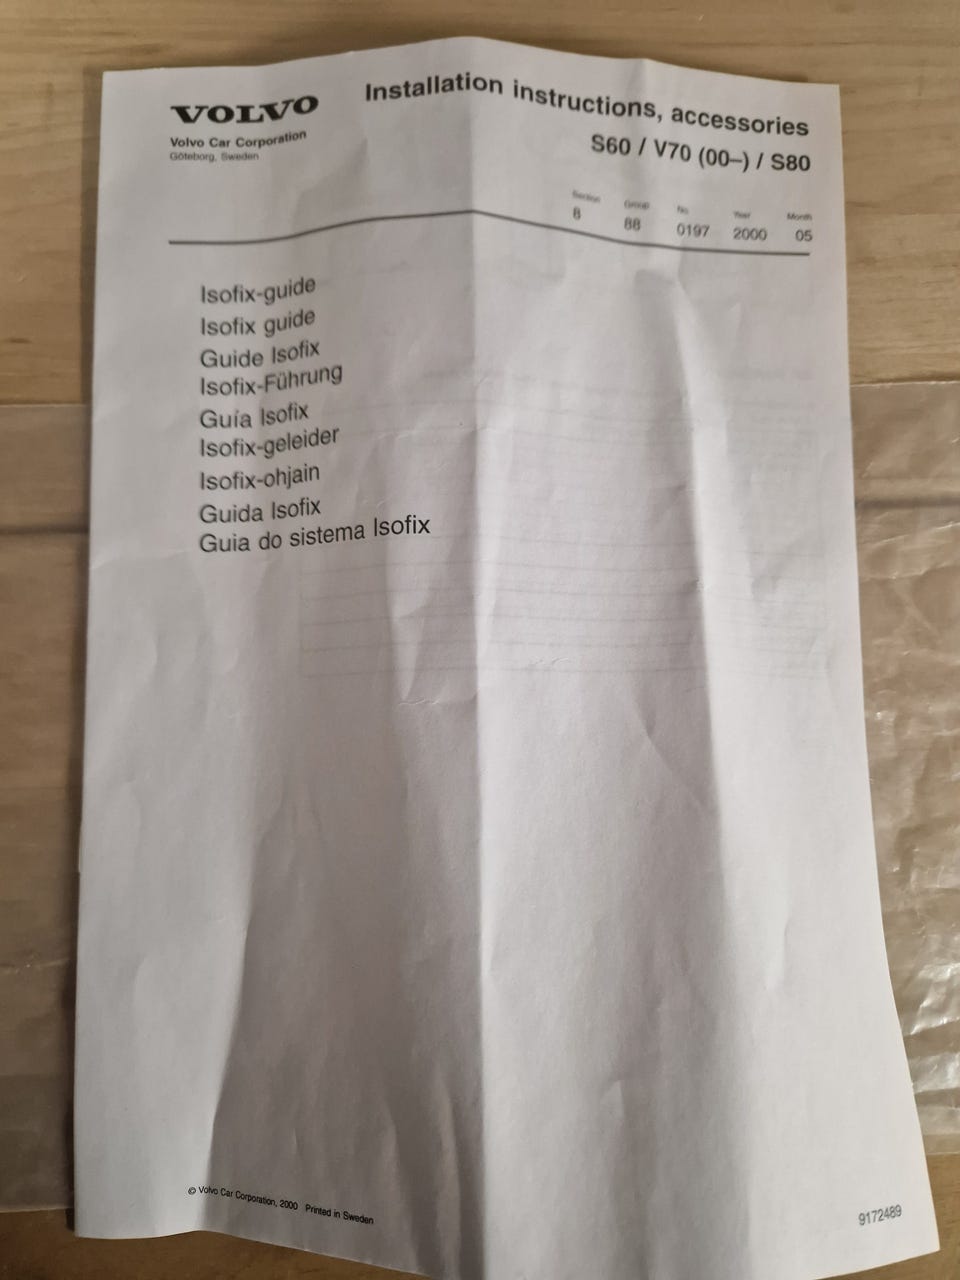 VOLVO
Volvo Car Corporation
Göteborg, Sweden
Installation instructions, accessories
S60 / V70 (00–) / S80
Section Group No Year Month
8 88 0197 2000 05
Isofix-guide
Isofix guide
Guide Isofix
Isofix-Führung
Guía Isofix
Isofix-geleider
Isofix-ohjain
Guida Isofix
Guia do sistema Isofix
© Volvo Car Corporation, 2000 Printed in Sweden
9172489